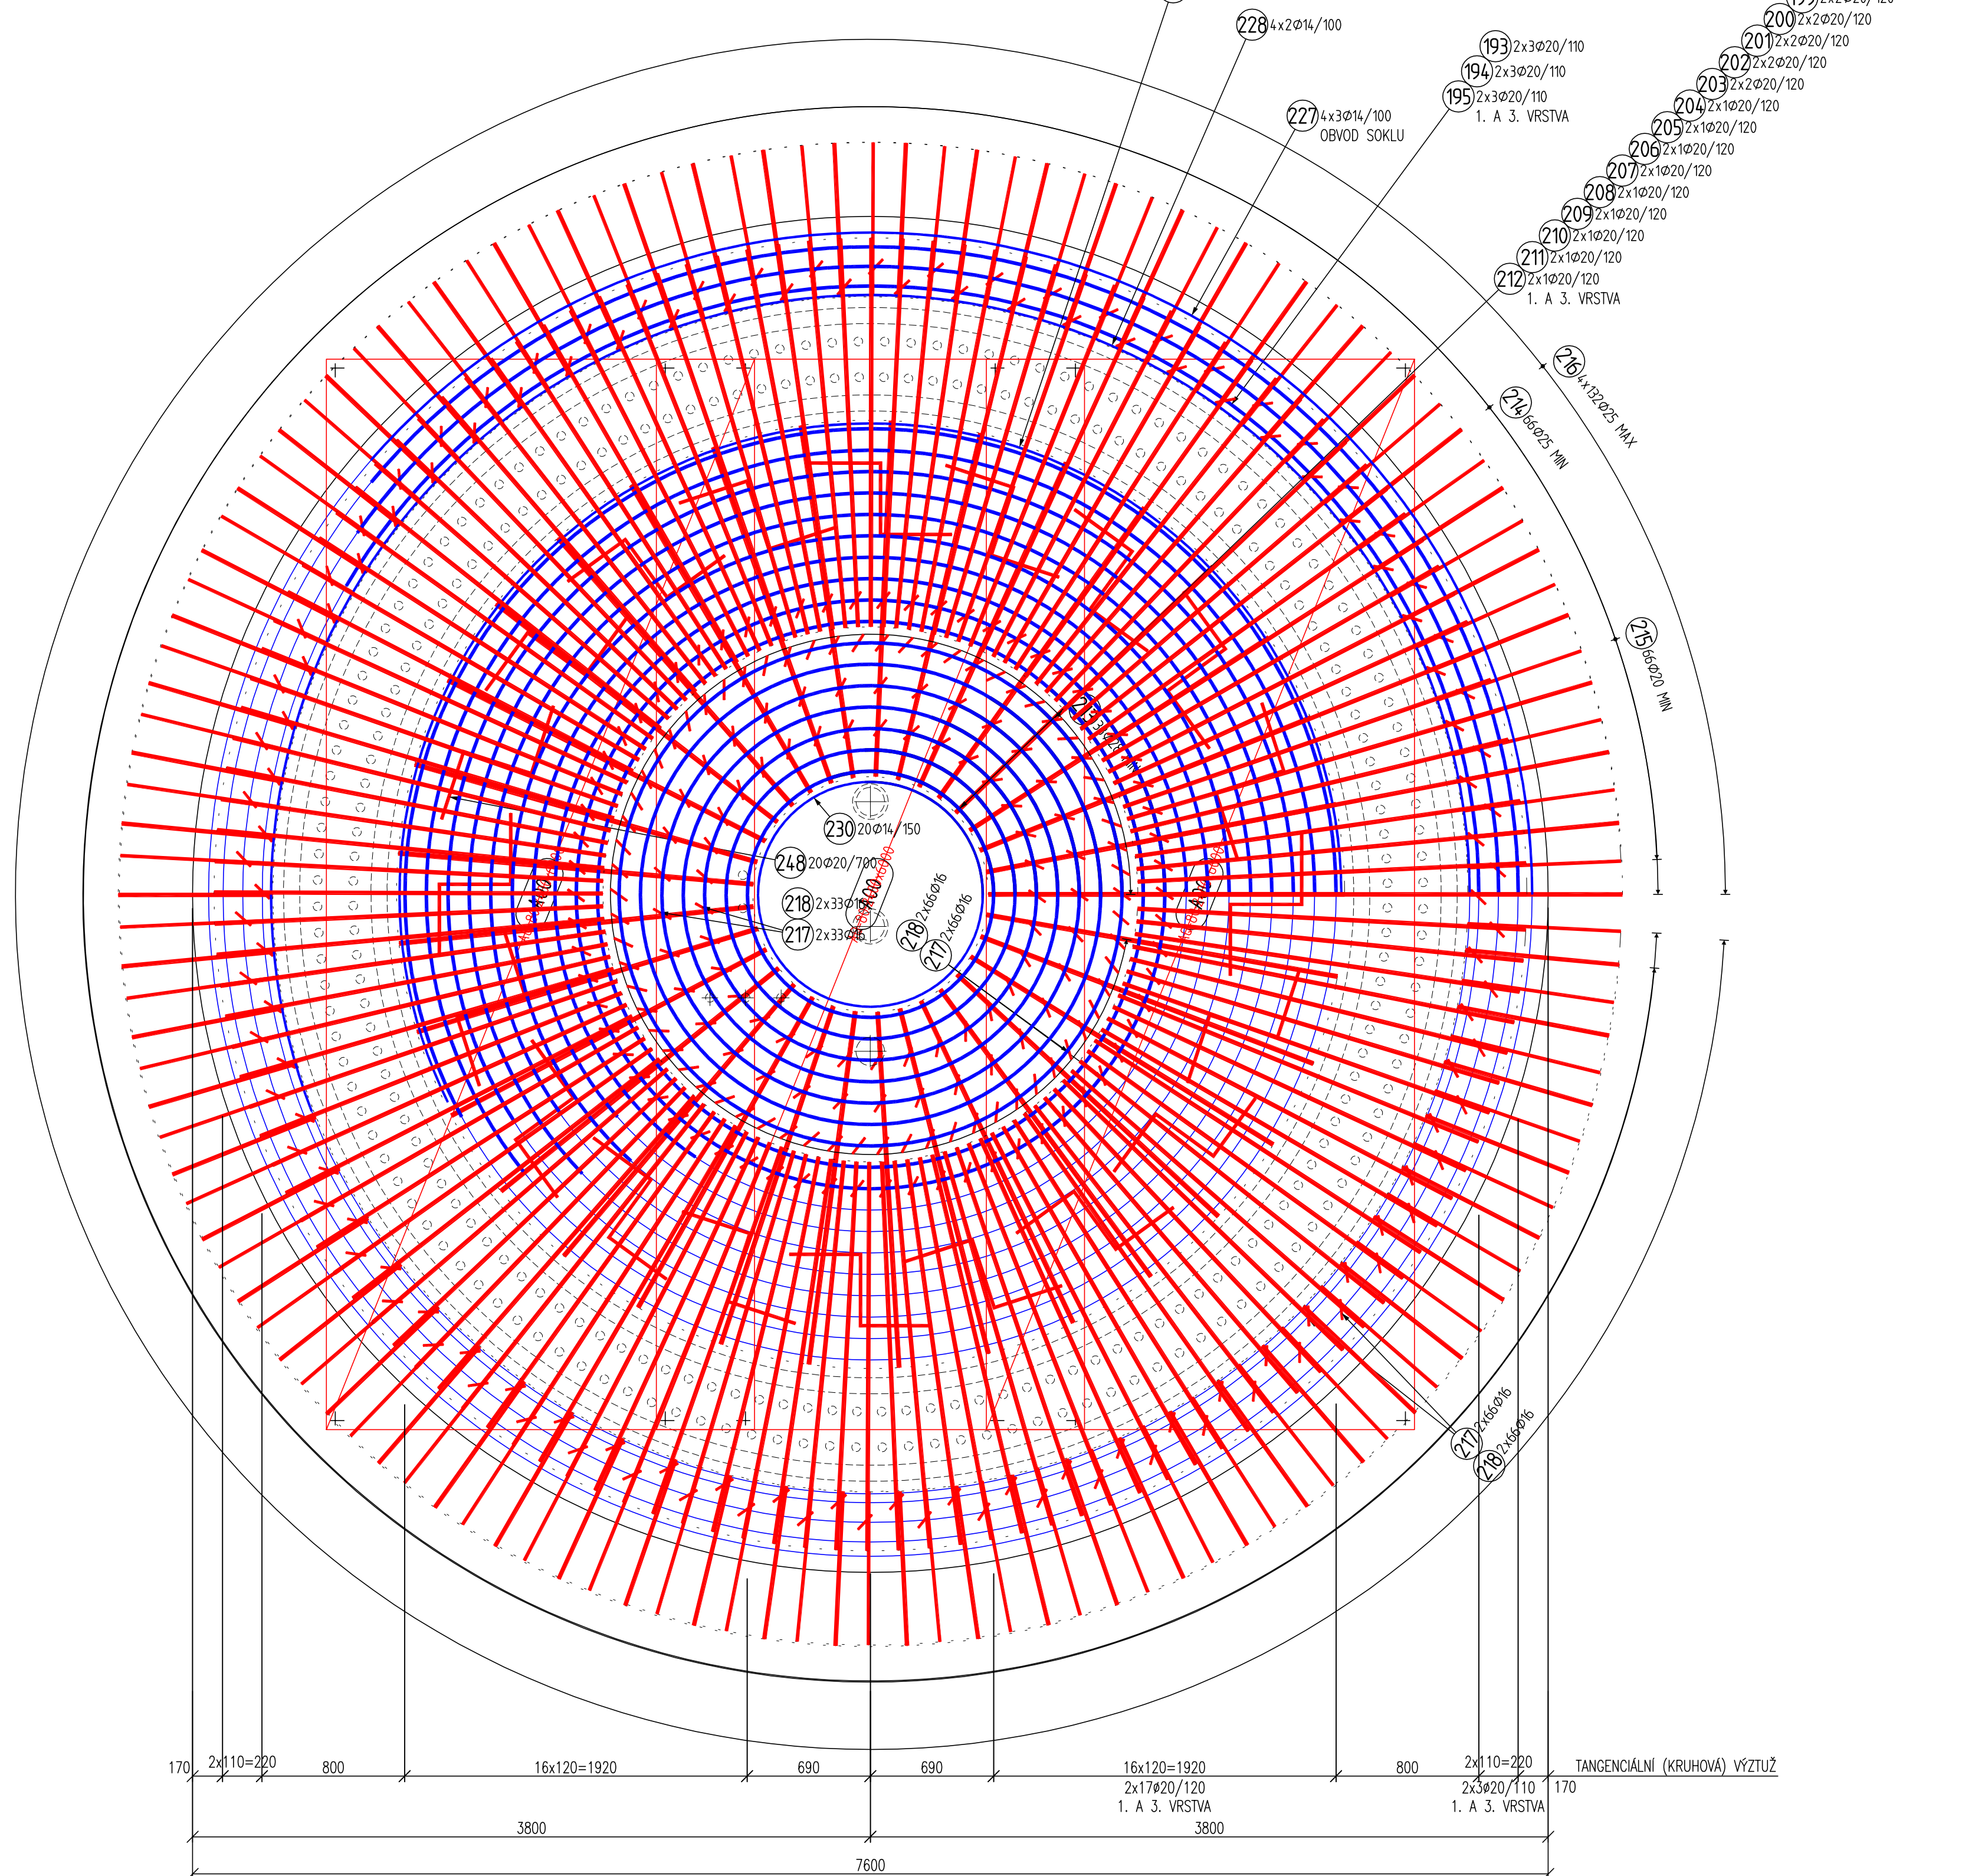 228 4x2Ø14/100
193 2x3Ø20/110
194 2x3Ø20/110
195 2x3Ø20/110
1. A 3. VRSTVA
227 4x3Ø14/100
OBVOD SOKLU
199 2x2Ø20/120
200 2x2Ø20/120
201 2x2Ø20/120
202 2x2Ø20/120
203 2x2Ø20/120
204 2x1Ø20/120
205 2x1Ø20/120
206 2x1Ø20/120
207 2x1Ø20/120
208 2x1Ø20/120
209 2x1Ø20/120
210 2x1Ø20/120
211 2x1Ø20/120
212 2x1Ø20/120
1. A 3. VRSTVA
216 4x132Ø25 MAX
214 66Ø25 MIN
215 66Ø20 MIN
213
230 20Ø14/150
248 20Ø20/700
218 2x33Ø16
217 2x33Ø16
218 2x66Ø16
217 2x66Ø16
217 2x66Ø16
218 2x66Ø16
170
2x110=220
800
16x120=1920
690
690
16x120=1920
800
2x110=220
TANGENCIÁLNÍ (KRUHOVÁ) VÝZTUŽ
2x17Ø20/120
1. A 3. VRSTVA
2x3Ø20/110
1. A 3. VRSTVA
170
3800
3800
7600